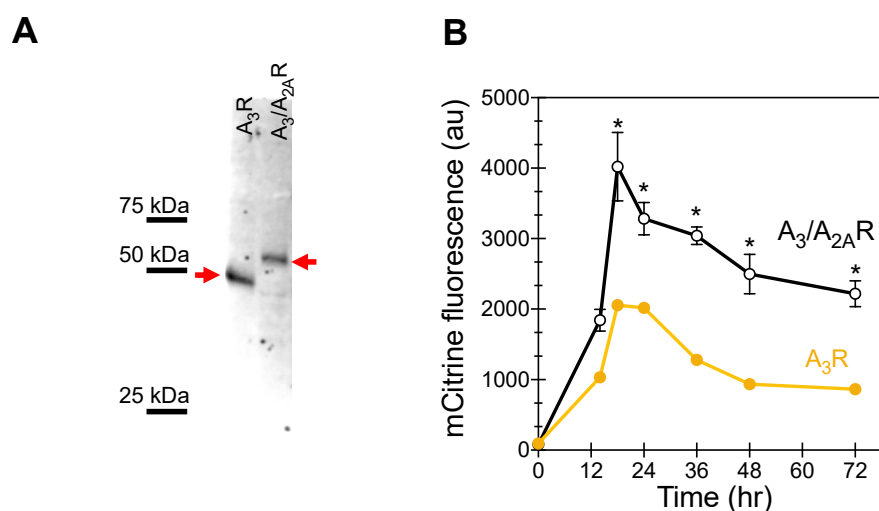 A
A3R
A3/A2AR
75 kDa
50 kDa
25 kDa
B
mCitrine fluorescence (au)
5000
4000
3000
2000
1000
0
*
*
*
*
*
A3/A2AR
A3R
0 12 24 36 48 60 72
Time (hr)